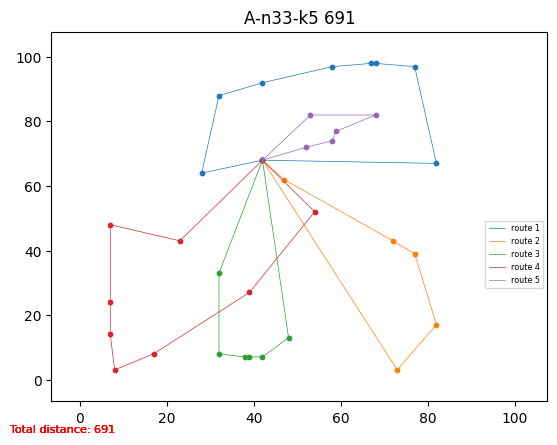 A-n33-k5 691
100
80
60
40
20
0
0 20 40 60 80 100
route 1
route 2
route 3
route 4
route 5
Total distance: 691